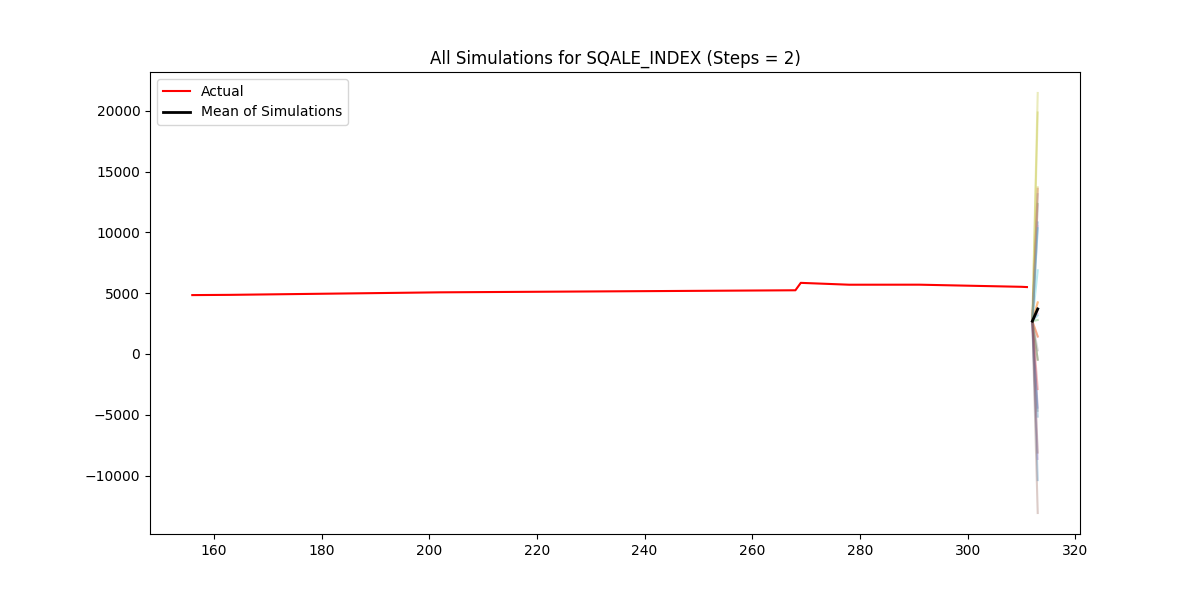 All Simulations for SQALE_INDEX (Steps = 2)
Actual
Mean of Simulations
20000
15000
10000
5000
0
−5000
−10000
160 180 200 220 240 260 280 300 320